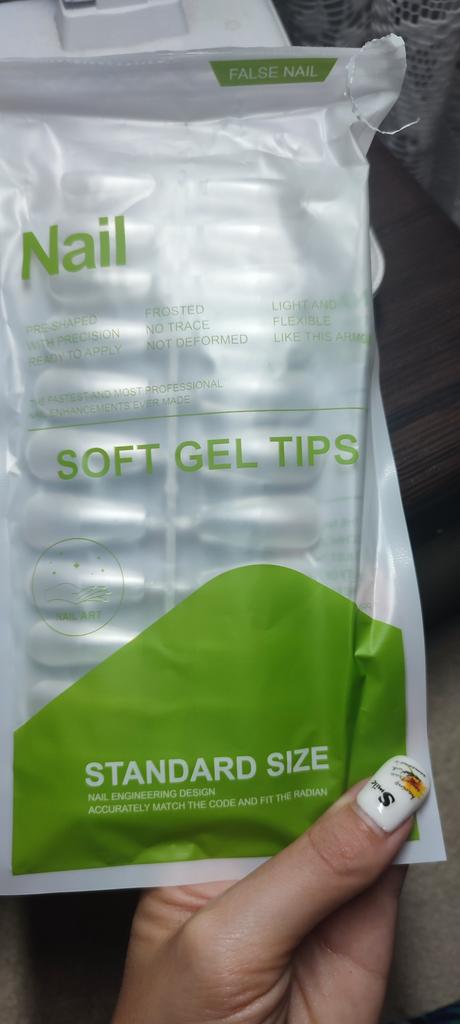 FALSE NAIL
Nail
PRE-SHAPED
WITH PRECISION
READY TO APPLY
FROSTED
NO TRACE
NOT DEFORMED
LIGHT AND
FLEXIBLE
LIKE THIS ARMOR
THE FASTEST AND MOST PROFESSIONAL
NAIL ENHANCEMENTS EVER MADE
SOFT GEL TIPS
NAIL ART
STANDARD SIZE
NAIL ENGINEERING DESIGN
ACCURATELY MATCH THE CODE AND FIT THE RADIAN
Smile